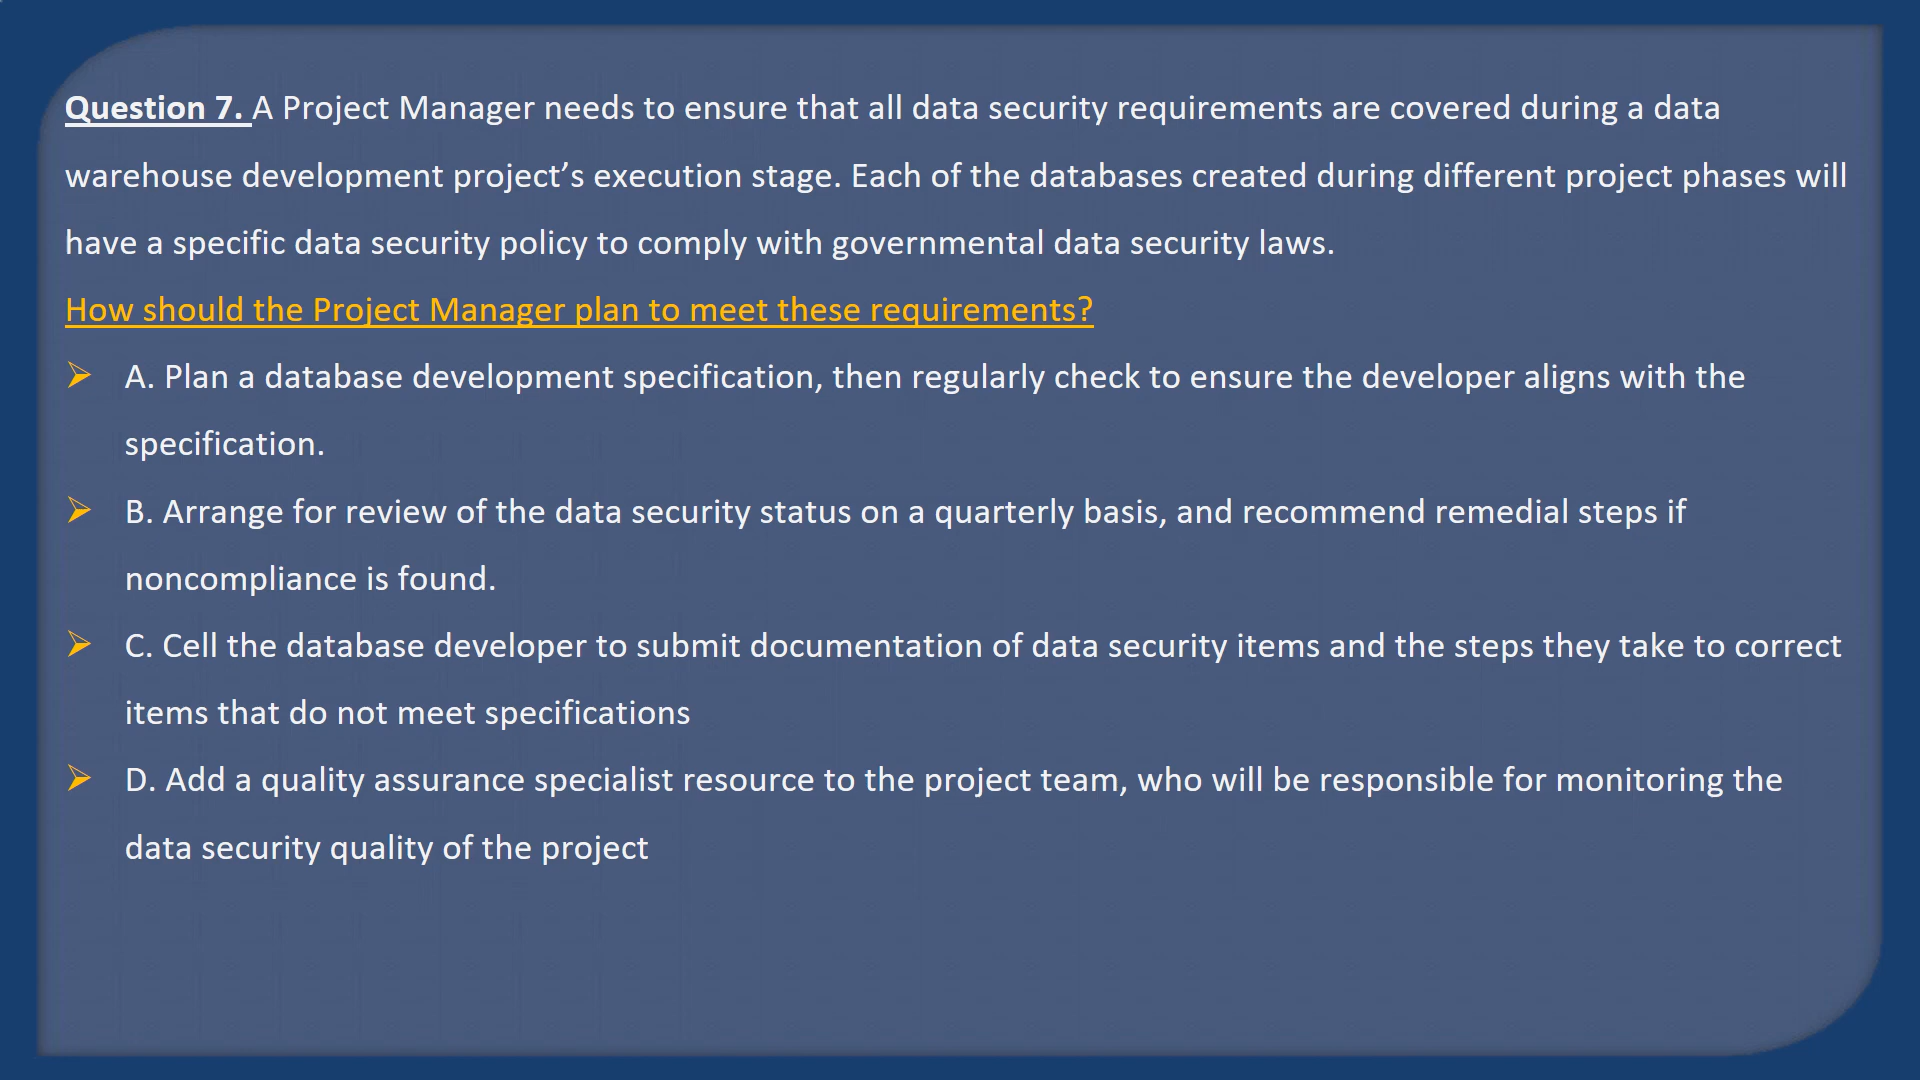 Question 7. A Project Manager needs to ensure that all data security requirements are covered during a data
warehouse development project’s execution stage. Each of the databases created during different project phases will
have a specific data security policy to comply with governmental data security laws.
How should the Project Manager plan to meet these requirements?
A. Plan a database development specification, then regularly check to ensure the developer aligns with the
specification.
B. Arrange for review of the data security status on a quarterly basis, and recommend remedial steps if
noncompliance is found.
C. Cell the database developer to submit documentation of data security items and the steps they take to correct
items that do not meet specifications
D. Add a quality assurance specialist resource to the project team, who will be responsible for monitoring the
data security quality of the project